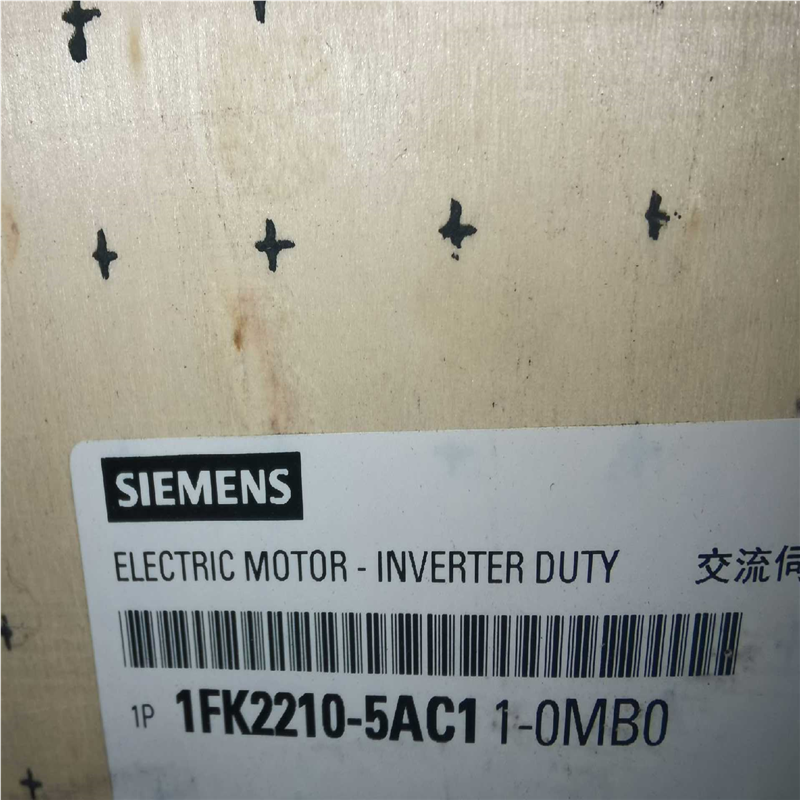 SIEMENS
ELECTRIC MOTOR - INVERTER DUTY 交流伺
1P 1FK2210-5AC1 1-0MB0